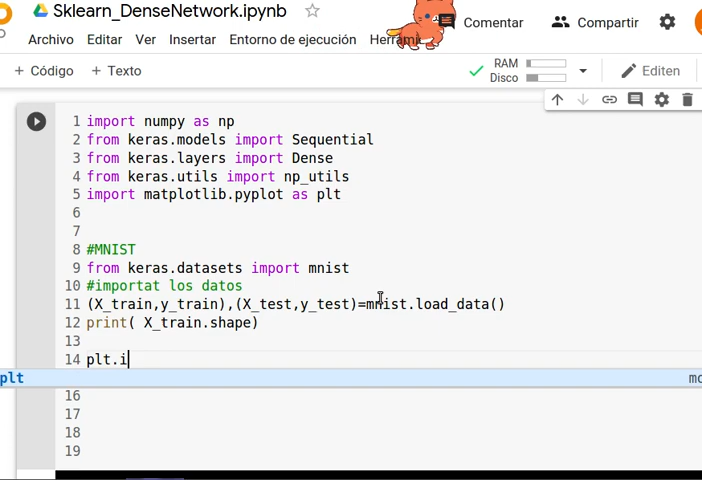 Sklearn_DenseNetwork.ipynb
Comentar
Compartir
Archivo Editar Ver Insertar Entorno de ejecución Herrami
+ Código + Texto
RAM
Disco
Editen
1 import numpy as np
2 from keras.models import Sequential
3 from keras.layers import Dense
4 from keras.utils import np_utils
5 import matplotlib.pyplot as plt
6
7
8 #MNIST
9 from keras.datasets import mnist
10 #importat los datos
11 (X_train,y_train),(X_test,y_test)=mnist.load_data()
12 print( X_train.shape)
13
14 plt.i
plt mo
16
17
18
19